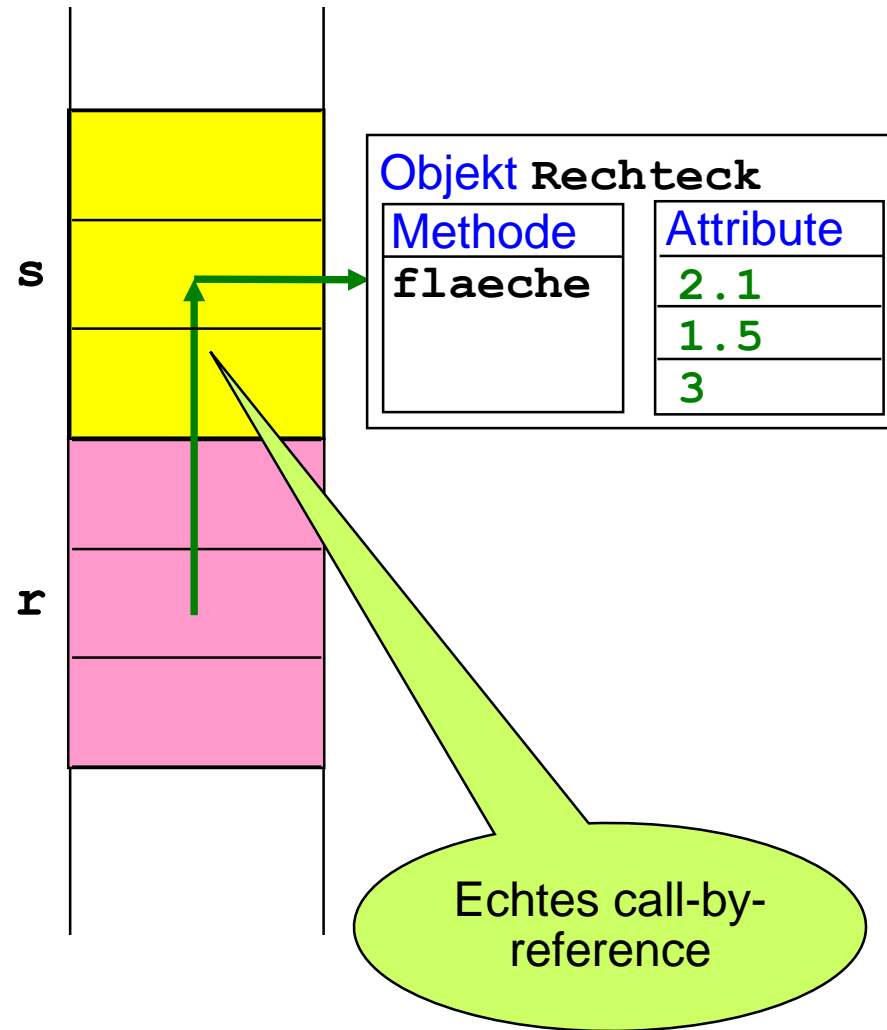 Objekt Rechteck
Methode
flaeche
Attribute
2.1
1.5
3
s
r
Echtes call-by-
reference